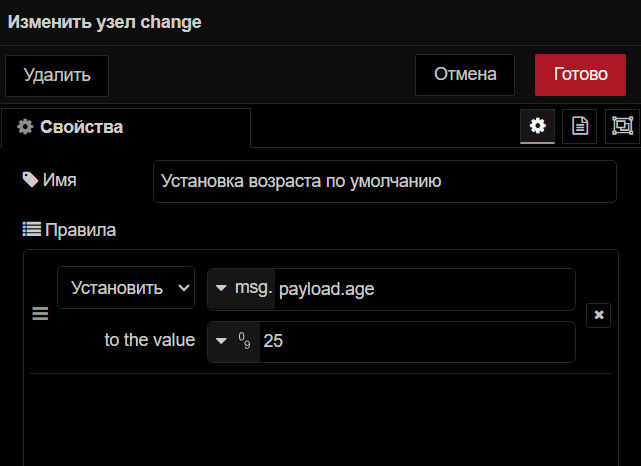 Изменить узел change
Удалить
Отмена
Готово
Свойства
Имя
Установка возраста по умолчанию
Правила
Установить
msg. payload.age
to the value
09 25